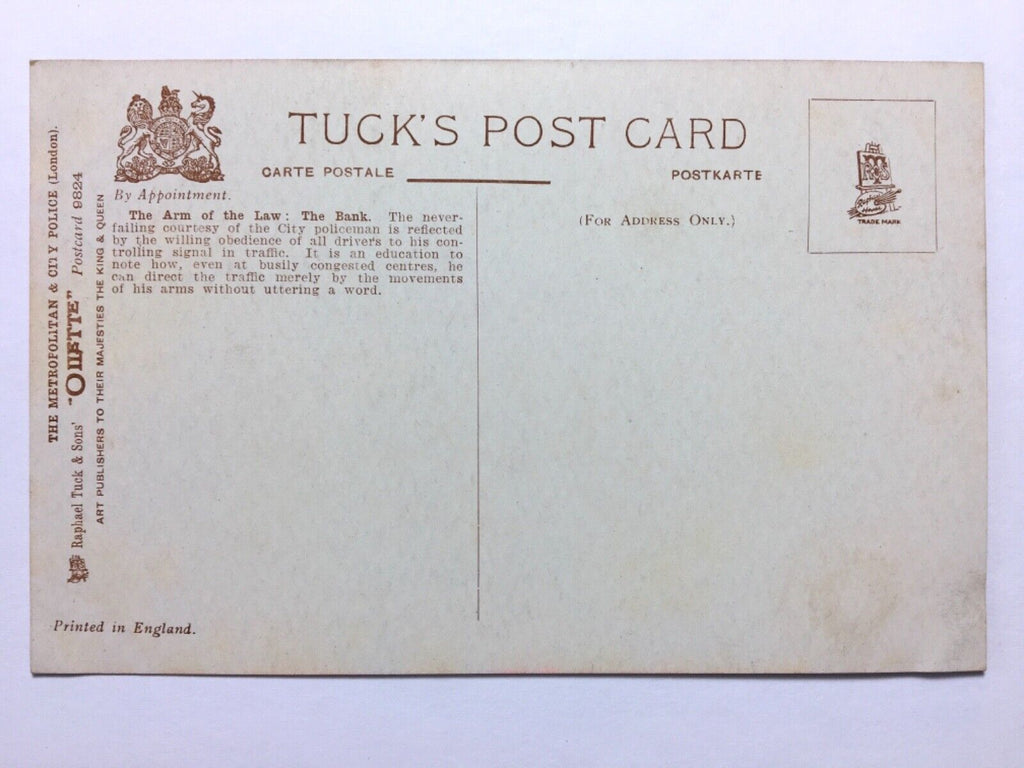 TUCK'S POST CARD
CARTE POSTALE
POSTKARTE
By Appointment.
The Arm of the Law: The Bank. The never-
failing courtesy of the City policeman is reflected
by the willing obedience of all drivers to his con-
trolling signal in traffic. It is an education to
note how, even at busily congested centres, he
can direct the traffic merely by the movements
of his arms without uttering a word.
(For Address Only.)
TRADE MARK
THE METROPOLITAN & CITY POLICE (London).
Raphael Tuck & Sons' "OILETTE" Postcard 9824
ART PUBLISHERS TO THEIR MAJESTIES THE KING & QUEEN
Printed in England.